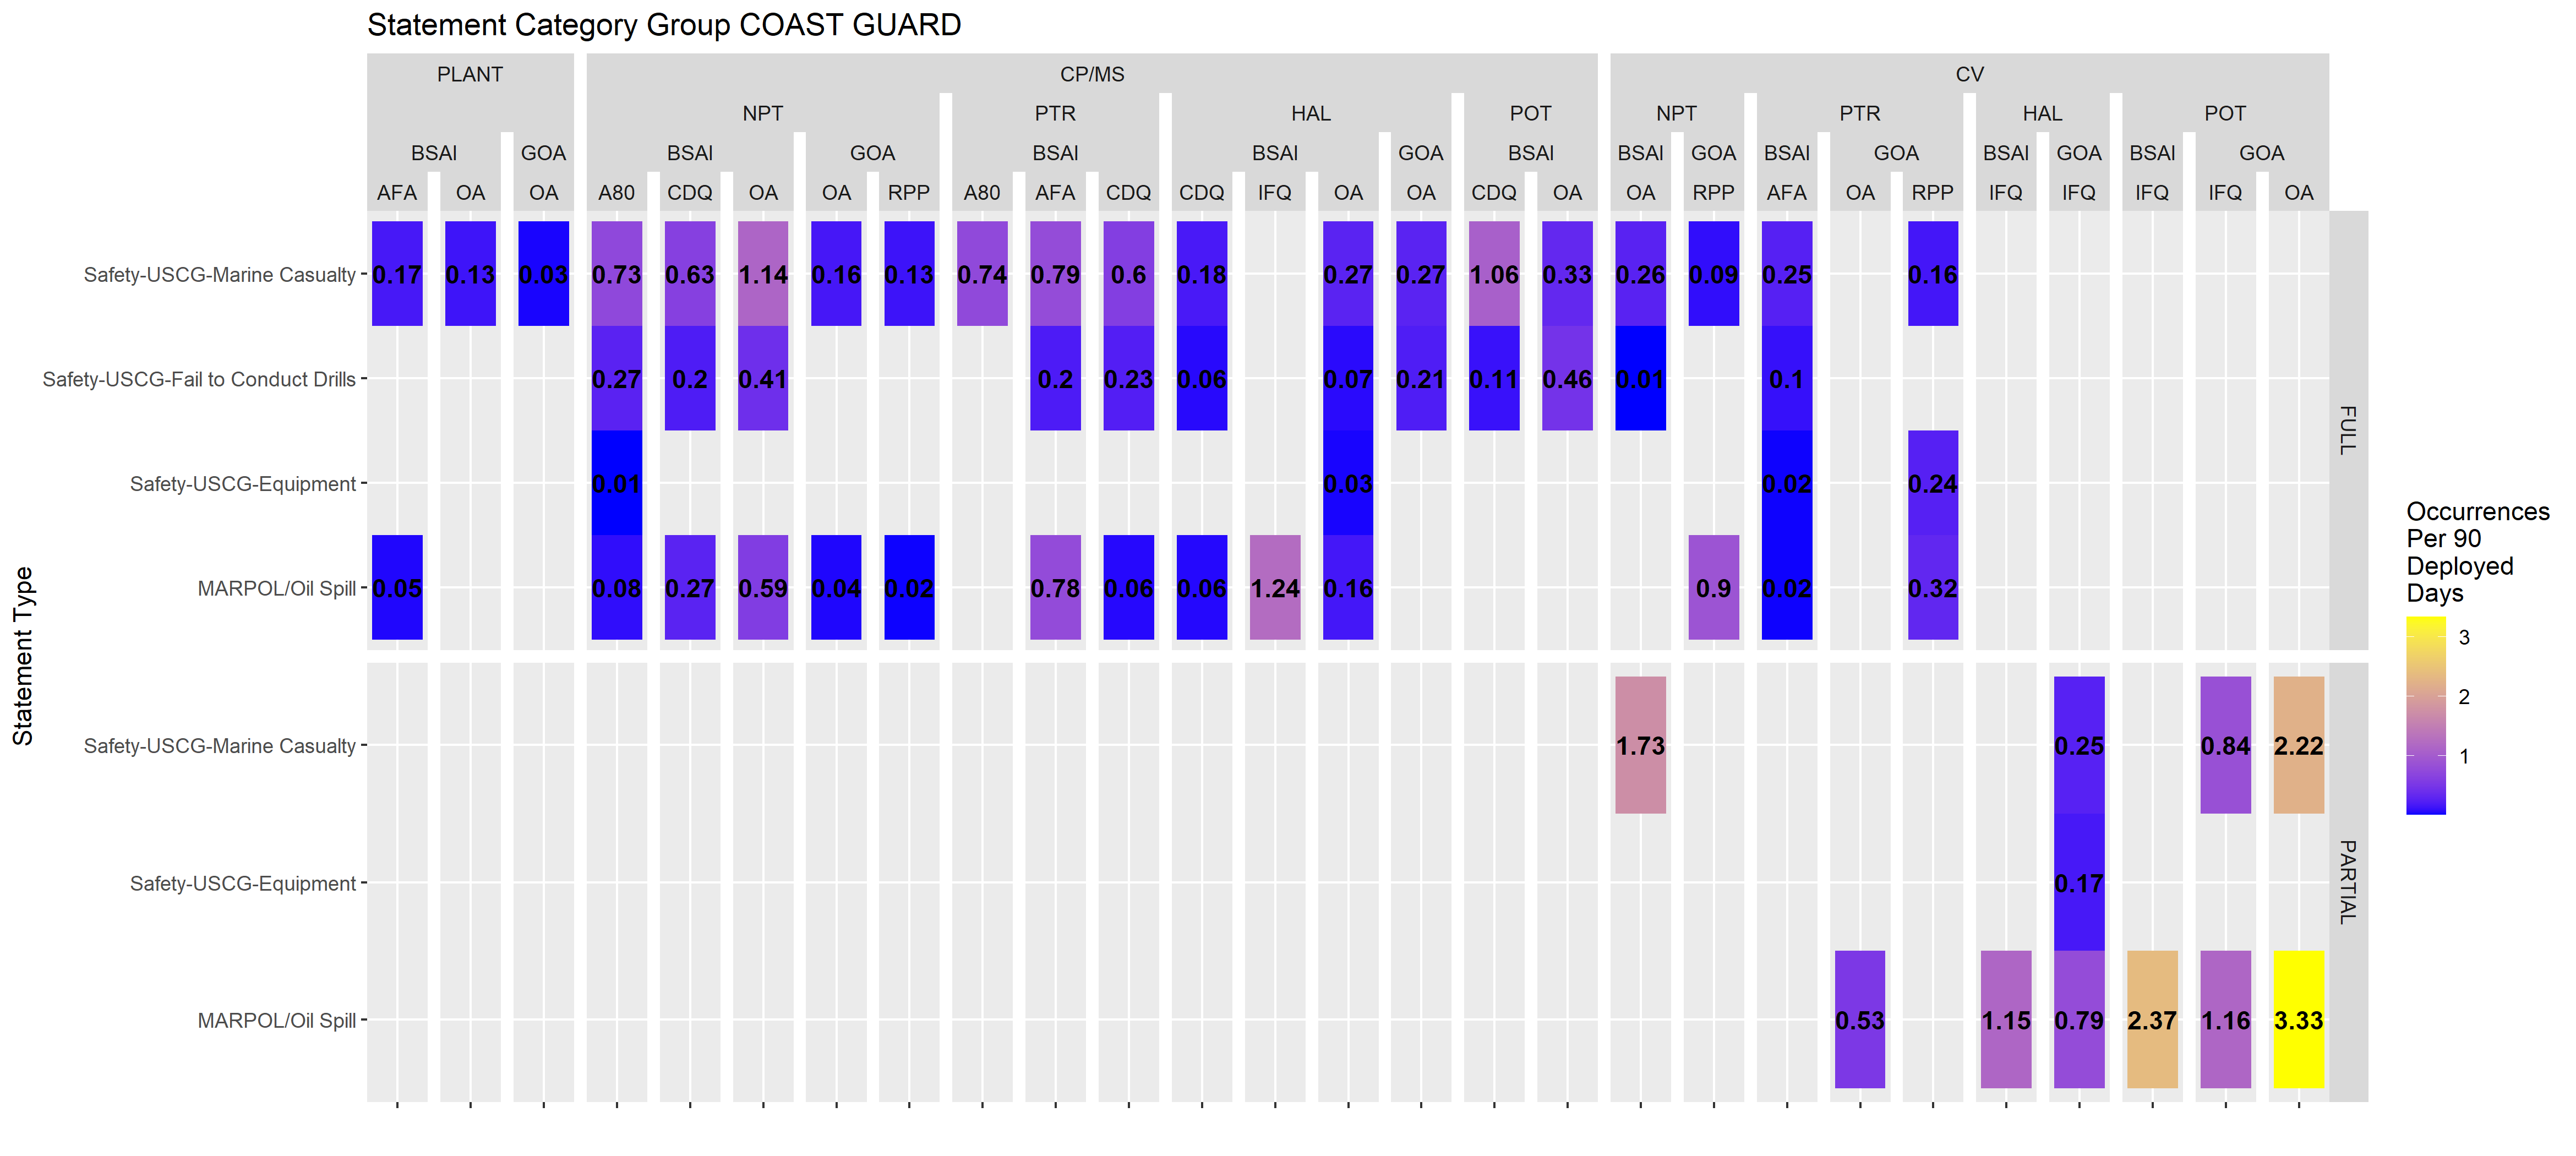 Statement Category Group COAST GUARD
PLANT CP/MS CV
NPT PTR HAL POT NPT PTR HAL POT
BSAI GOA BSAI GOA BSAI BSAI GOA BSAI BSAI GOA BSAI GOA BSAI GOA BSAI GOA
AFA OA OA A80 CDQ OA OA RPP A80 AFA CDQ CDQ IFQ OA OA CDQ OA OA RPP AFA OA RPP IFQ IFQ IFQ IFQ OA
Safety-USCG-Marine Casualty 0.17 0.13 0.03 0.73 0.63 1.14 0.16 0.13 0.74 0.79 0.6 0.18 0.27 0.27 1.06 0.33 0.26 0.09 0.25 0.16
Safety-USCG-Fail to Conduct Drills 0.27 0.2 0.41 0.2 0.23 0.06 0.07 0.21 0.11 0.46 0.01 0.1
Safety-USCG-Equipment 0.01 0.03 0.02 0.24
MARPOL/Oil Spill 0.05 0.08 0.27 0.59 0.04 0.02 0.78 0.06 0.06 1.24 0.16 0.9 0.02 0.32
FULL
Safety-USCG-Marine Casualty 1.73 0.25 0.84 2.22
Safety-USCG-Equipment 0.17
MARPOL/Oil Spill 0.53 1.15 0.79 2.37 1.16 3.33
PARTIAL
Statement Type
Occurrences
Per 90
Deployed
Days
3
2
1